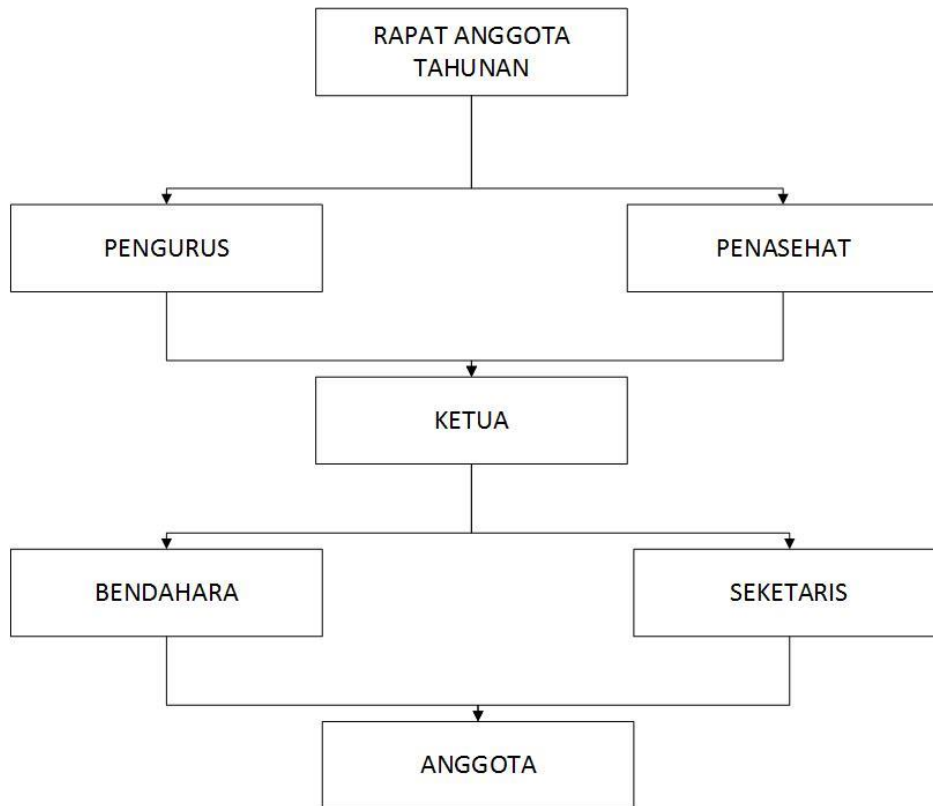 RAPAT ANGGOTA
TAHUNAN
PENGURUS
PENASEHAT
KETUA
BENDAHARA
SEKETARIS
ANGGOTA